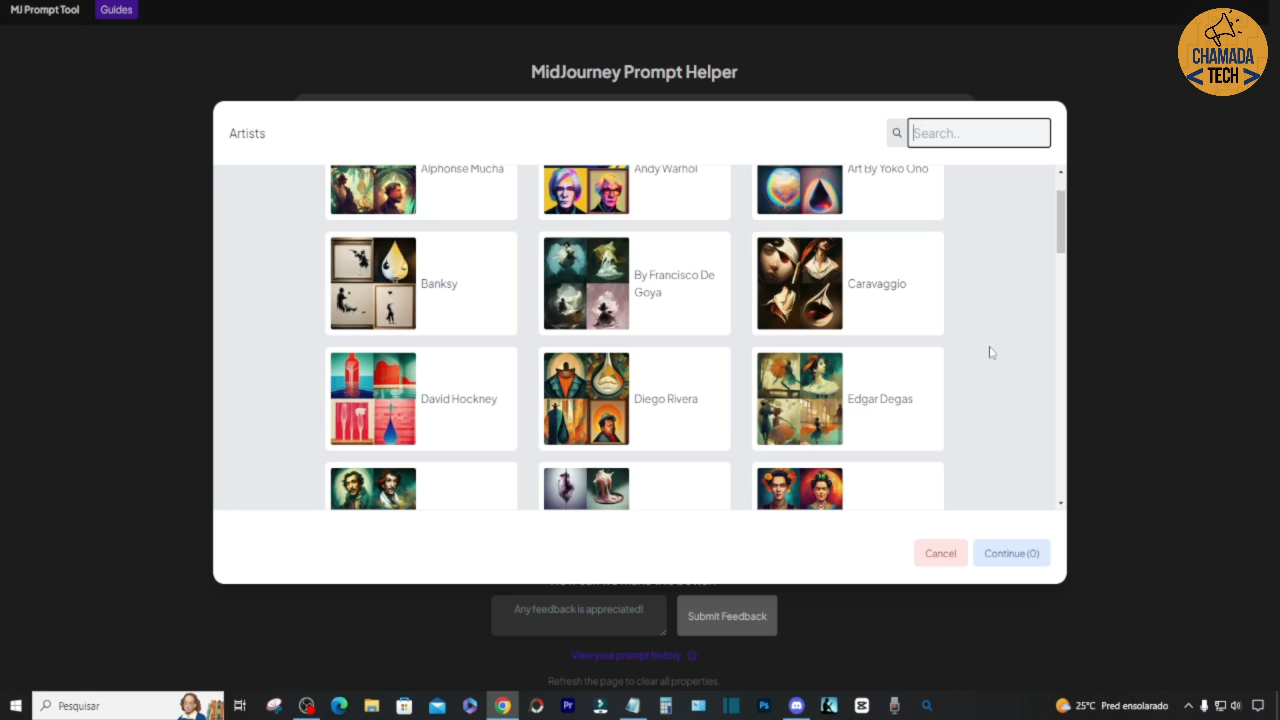 MJ Prompt Tool
Guides
CHAMADA
TECH
MidJourney Prompt Helper
Artists
Search..
Alphonse Mucha
Andy Warhol
Art By Yoko Ono
Banksy
By Francisco De
Goya
Caravaggio
David Hockney
Diego Rivera
Edgar Degas
Cancel
Continue (0)
Any feedback is appreciated!
Submit Feedback
View your prompt history
Refresh the page to clear all properties.
Pesquisar
25°C Pred ensolarado